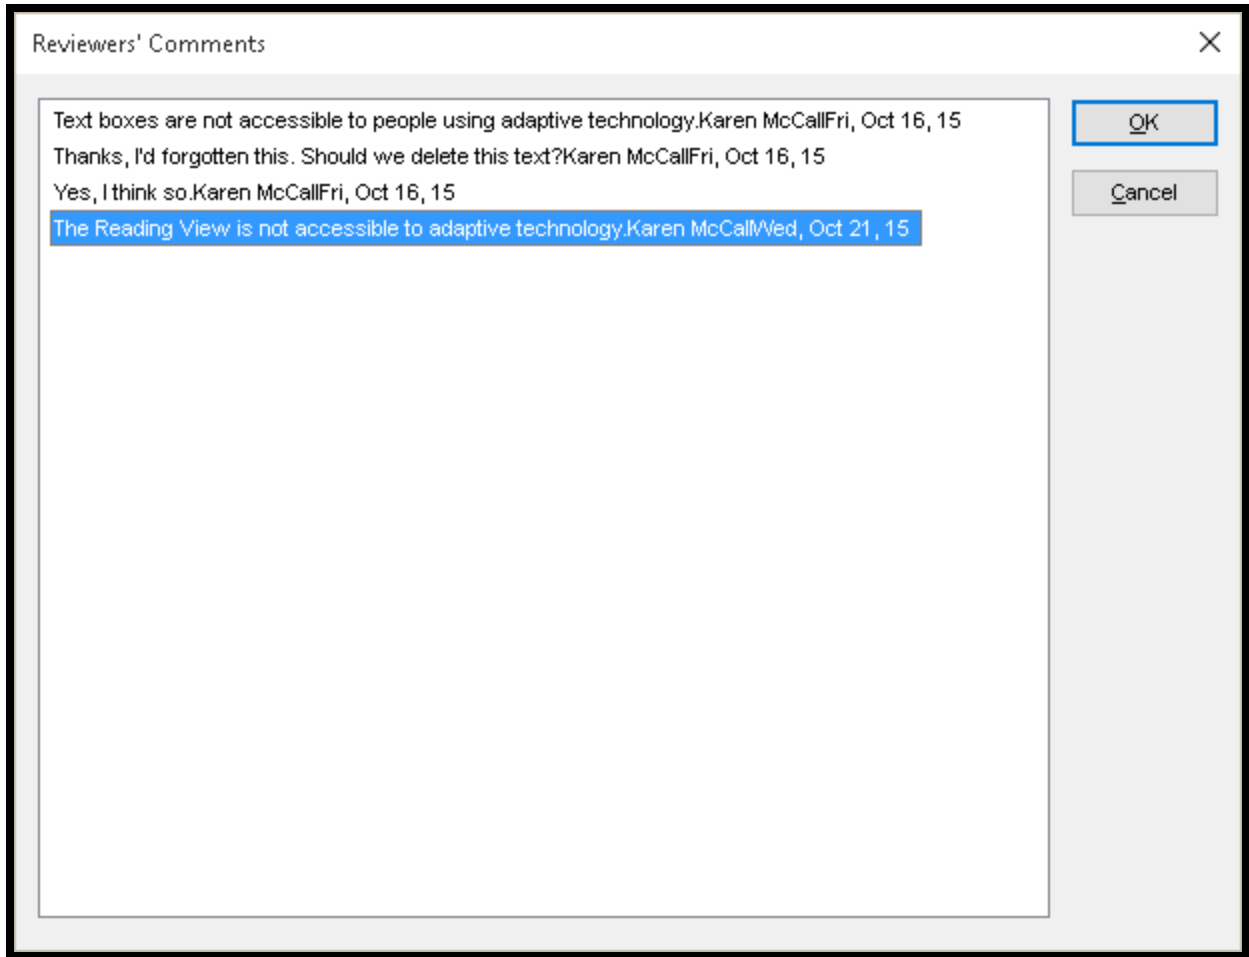 Reviewers' Comments
Text boxes are not accessible to people using adaptive technology.Karen McCallFri, Oct 16, 15
Thanks, I'd forgotten this. Should we delete this text?Karen McCallFri, Oct 16, 15
Yes, I think so.Karen McCallFri, Oct 16, 15
The Reading View is not accessible to adaptive technology.Karen McCallWed, Oct 21, 15
OK
Cancel